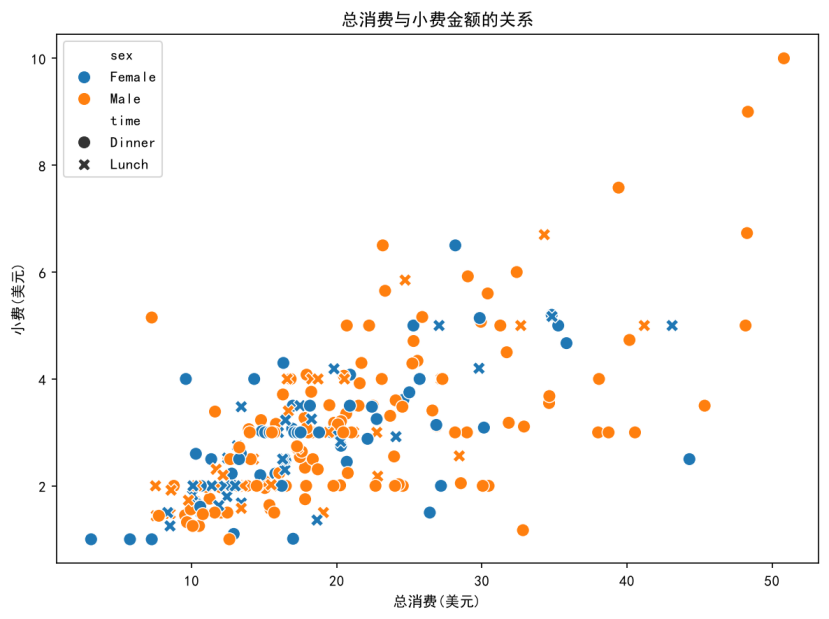 总消费与小费金额的关系
sex
Female
Male
time
Dinner
Lunch
10
8
6
4
2
小费(美元)
10 20 30 40 50
总消费(美元)